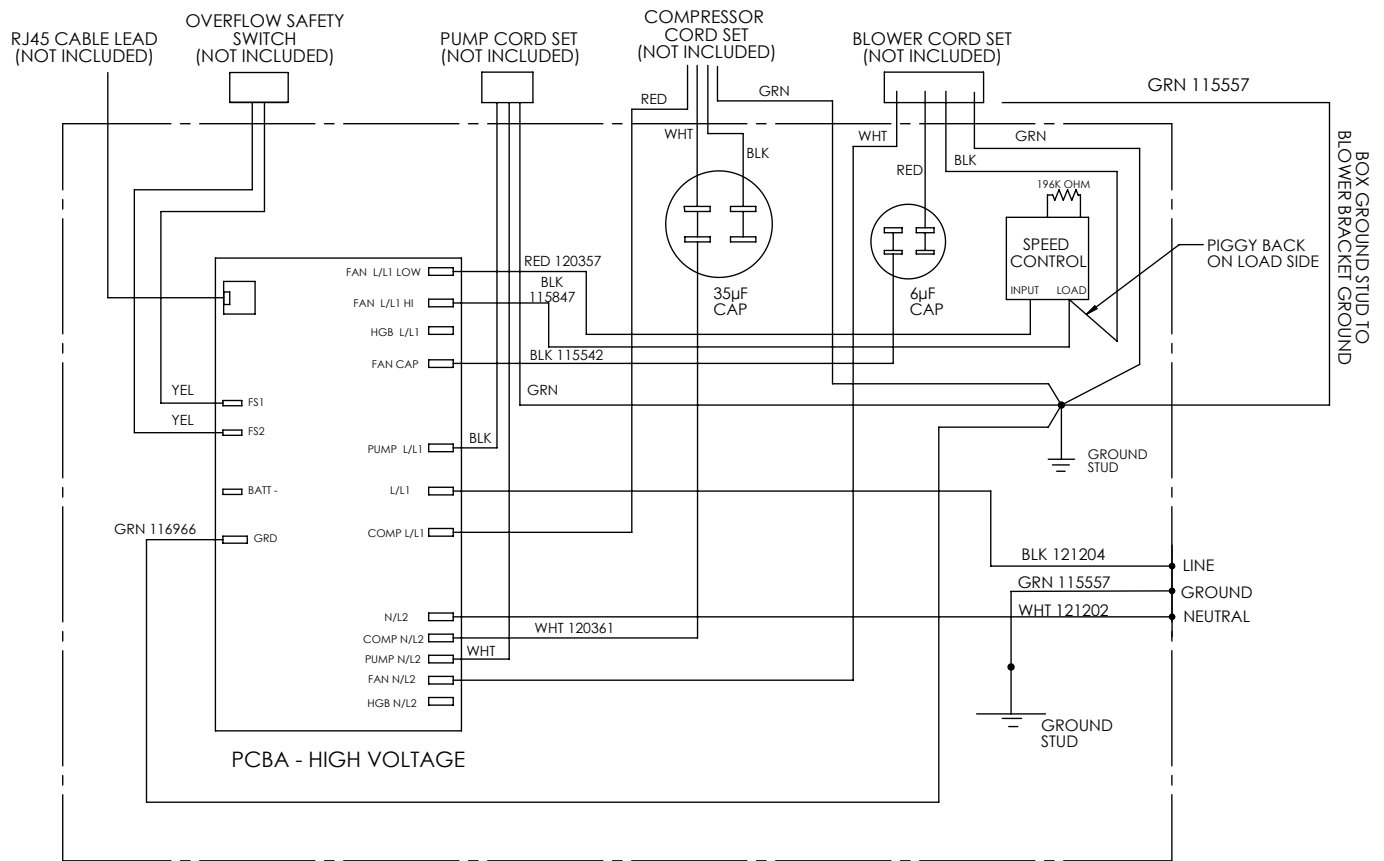 RJ45 CABLE LEAD
(NOT INCLUDED)
OVERFLOW SAFETY
SWITCH
(NOT INCLUDED)
PUMP CORD SET
(NOT INCLUDED)
COMPRESSOR
CORD SET
(NOT INCLUDED)
BLOWER CORD SET
(NOT INCLUDED)
GRN 115557
RED
GRN
WHT
BLK
WHT
RED
BLK
GRN
BOX GROUND STUD TO
BLOWER BRACKET GROUND
196K OHM
SPEED
CONTROL
INPUT LOAD
PIGGY BACK
ON LOAD SIDE
35µF
CAP
6µF
CAP
FAN L/L1 LOW
RED 120357
FAN L/L1 HI
BLK
115847
HGB L/L1
FAN CAP
BLK 115542
YEL
FS1
GRN
YEL
FS2
PUMP L/L1
BLK
GROUND
STUD
BATT -
L/L1
GRN 116966
GRD
COMP L/L1
BLK 121204
LINE
GRN 115557
GROUND
N/L2
WHT 121202
NEUTRAL
COMP N/L2
WHT 120361
PUMP N/L2
WHT
FAN N/L2
HGB N/L2
GROUND
STUD
PCBA - HIGH VOLTAGE